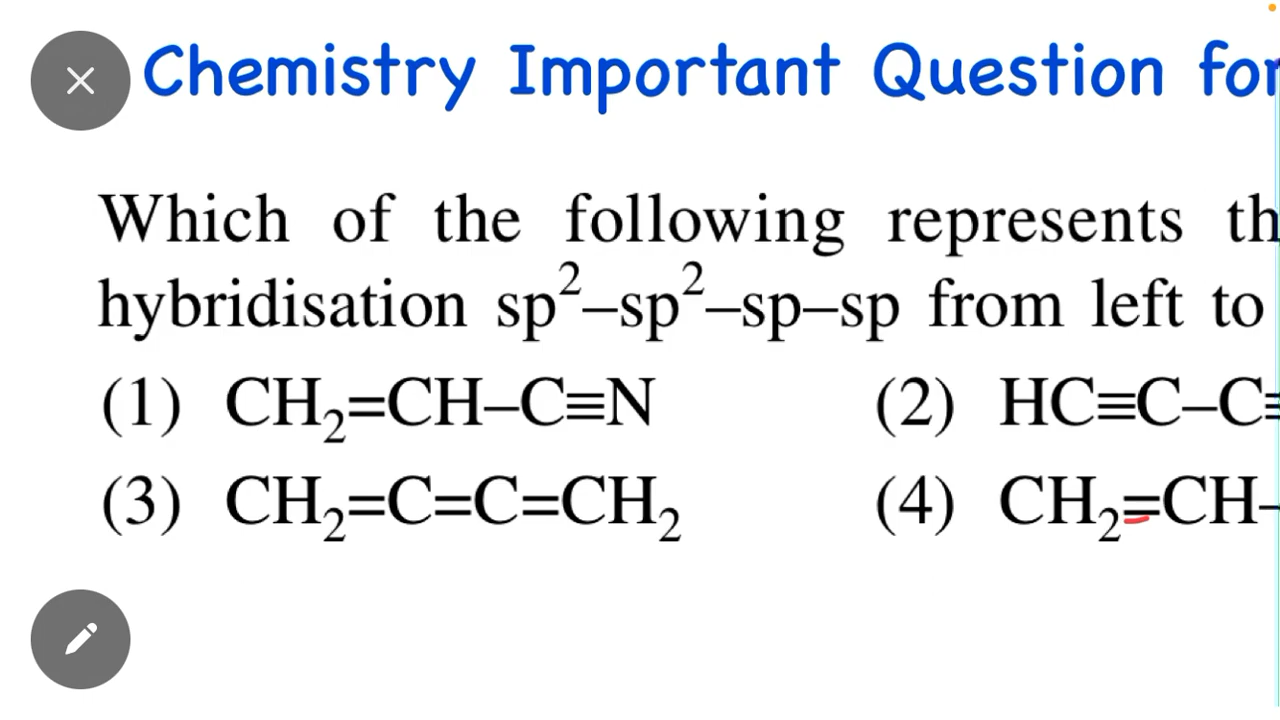 Chemistry Important Question for
Which of the following represents th
hybridisation sp²–sp²–sp–sp from left to
(1) CH₂=CH–C≡N (2) HC≡C–C≡
(3) CH₂=C=C=CH₂ (4) CH₂=CH–